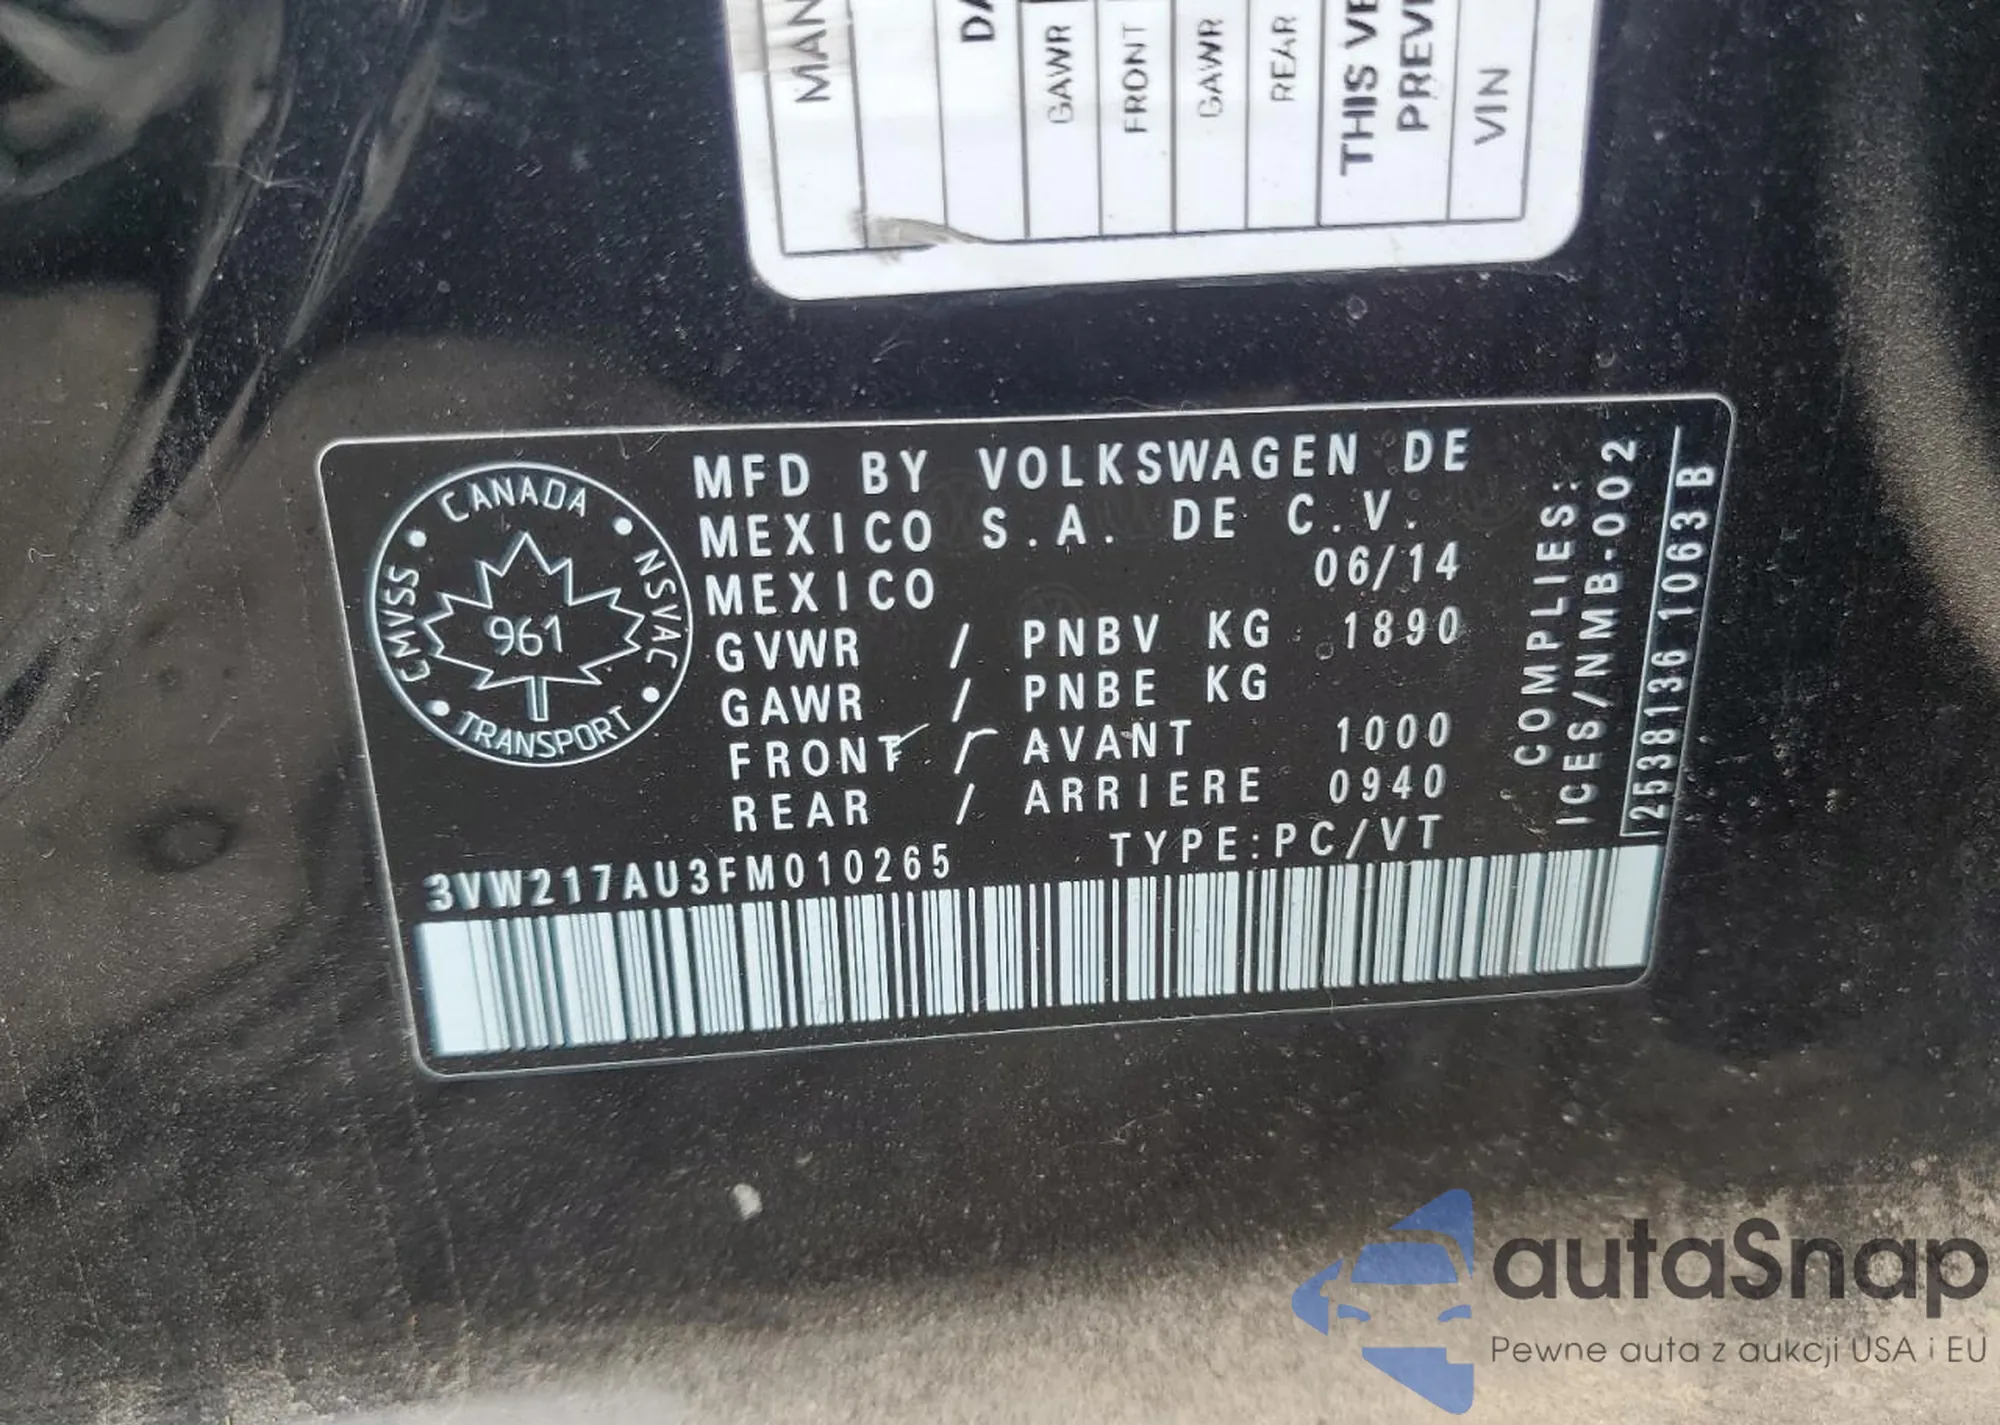 MAN
DA
GAWR
FRONT
GAWR
REAR
THIS VE
PREV
VIN
CANADA
CMVSS
NSVAC
961
TRANSPORT
MFD BY VOLKSWAGEN DE
MEXICO S.A. DE C.V.
MEXICO 06/14
GVWR / PNBV KG 1890
GAWR / PNBE KG
FRONT / AVANT 1000
REAR / ARRIERE 0940
TYPE:PC/VT
3VW217AU3FM010265
COMPLIES:
ICES/NMB-002
2538136 1063 B
autaSnap
Pewne auta z aukcji USA i EU